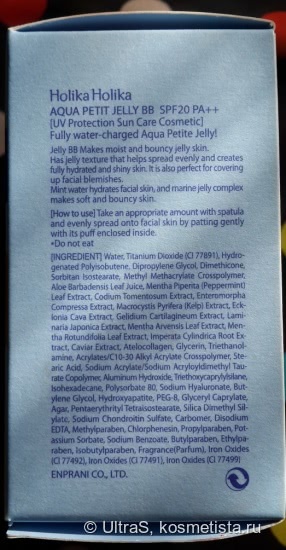 Holika Holika
AQUA PETIT JELLY BB SPF20 PA++
[UV Protection Sun Care Cosmetic]
Fully water-charged Aqua Petite Jelly!
Jelly BB Makes moist and bouncy jelly skin.
Has jelly texture that helps spread evenly and creates
fully hydrated and shiny skin. It is also perfect for covering
up facial blemishes.
Mint water hydrates facial skin, and marine jelly complex
makes soft and bouncy skin.
[How to use] Take an appropriate amount with spatula
and evenly spread onto facial skin by patting gently
with its puff enclosed inside.
*Do not eat
[INGREDIENT] Water, Titanium Dioxide (CI 77891), Hydro-
genated Polyisobutene, Dipropylene Glycol, Dimethicone,
Sorbitan Isostearate, Methyl Methacrylate Crosspolymer,
Aloe Barbadensis Leaf Juice, Mentha Piperita (Peppermint)
Leaf Extract, Codium Tomentosum Extract, Enteromorpha
Compressa Extract, Macrocystis Pyrifera (Kelp) Extract, Eck-
lonia Cava Extract, Gelidium Cartilagineum Extract, Lami-
naria Japonica Extract, Mentha Arvensis Leaf Extract, Men-
tha Rotundifolia Leaf Extract, Imperata Cylindrica Root Ex-
tract, Caviar Extract, Atelocollagen, Glycerin, Triethanol-
amine, Acrylates/C10-30 Alkyl Acrylate Crosspolymer, Ste-
aric Acid, Sodium Acrylate/Sodium Acryloyldimethyl Tau-
rate Copolymer, Aluminum Hydroxide, Triethoxycaprylylsilane,
Isohexadecane, Polysorbate 80, Sodium Hyaluronate, Bu-
tylene Glycol, Hydroxyapatite, PEG-8, Glyceryl Caprylate,
Agar, Pentaerythrityl Tetraisostearate, Silica Dimethyl Sil-
ylate, Sodium Chondroitin Sulfate, Carbomer, Disodium
EDTA, Methylparaben, Chlorphenesin, Propylparaben, Pot-
assium Sorbate, Sodium Benzoate, Butylparaben, Ethylpa-
raben, Isobutylparaben, Fragrance(Parfum), Iron Oxides
(CI 77492), Iron Oxides (CI 77491), Iron Oxides (CI 77499)
ENPRANI CO., LTD.
© UltraS, kosmetista.ru